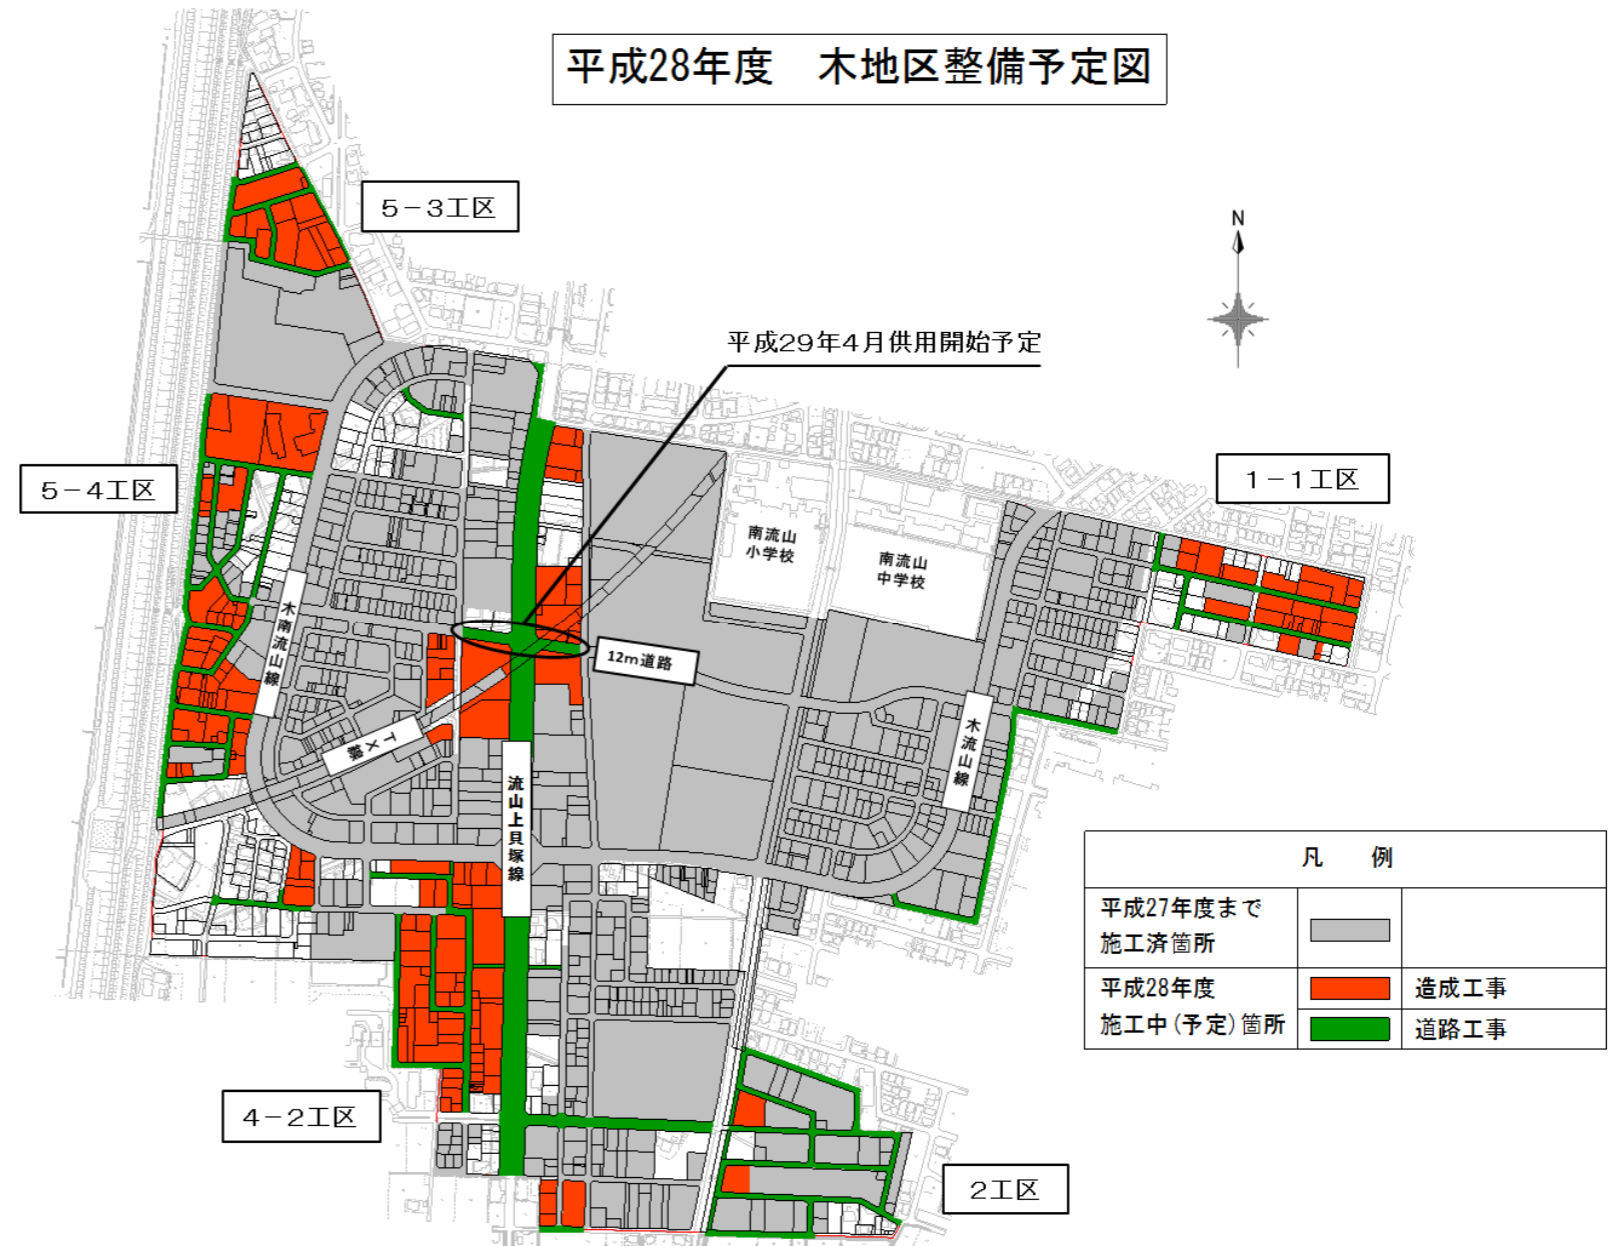 平成28年度　木地区整備予定図
5－3工区
N
平成29年4月供用開始予定
5－4工区
1－1工区
南流山
小学校
南流山
中学校
木南流山線
12m道路
TX線
木流山線
流山上貝塚線
凡　例
平成27年度まで
施工済箇所
平成28年度
施工中(予定)箇所
造成工事
道路工事
4－2工区
2工区